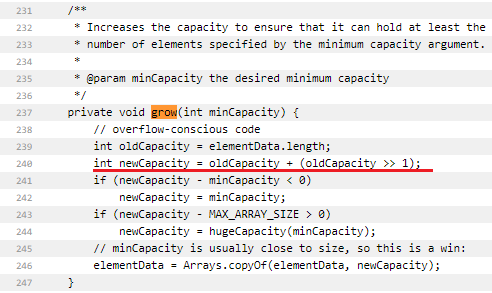 231 /**
232 * Increases the capacity to ensure that it can hold at least the
233 * number of elements specified by the minimum capacity argument.
234 *
235 * @param minCapacity the desired minimum capacity
236 */
237 private void grow(int minCapacity) {
238 // overflow-conscious code
239 int oldCapacity = elementData.length;
240 int newCapacity = oldCapacity + (oldCapacity >> 1);
241 if (newCapacity - minCapacity < 0)
242 newCapacity = minCapacity;
243 if (newCapacity - MAX_ARRAY_SIZE > 0)
244 newCapacity = hugeCapacity(minCapacity);
245 // minCapacity is usually close to size, so this is a win:
246 elementData = Arrays.copyOf(elementData, newCapacity);
247 }